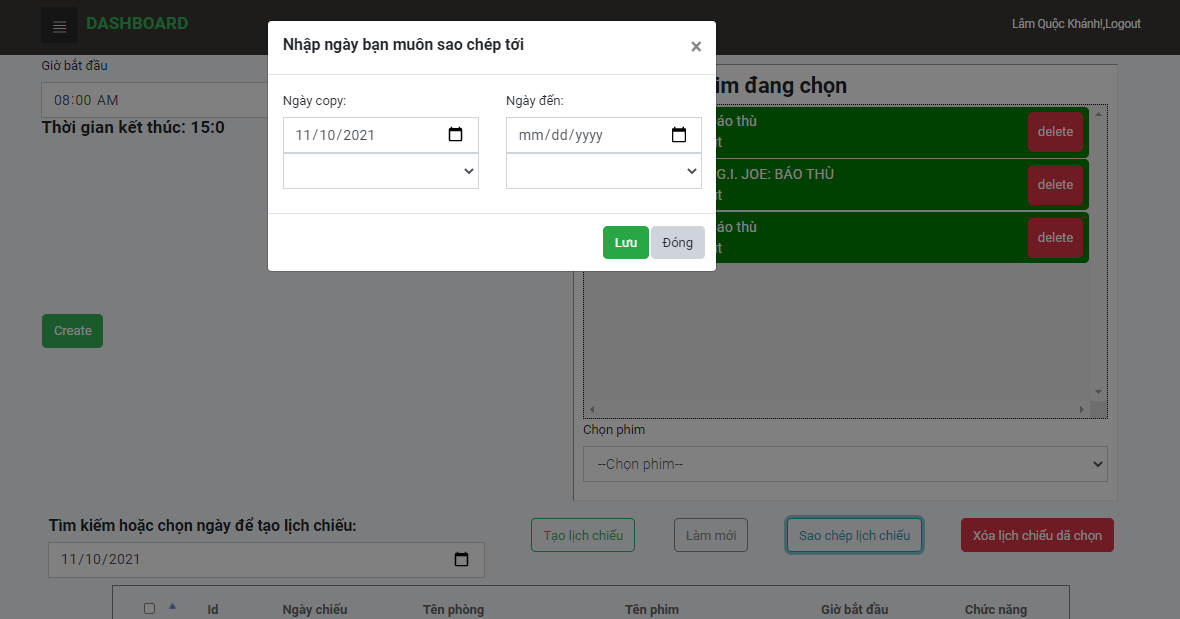 DASHBOARD
Lâm Quộc Khánh!,Logout
Nhập ngày bạn muôn sao chép tới
×
Ngày copy:
Ngày đến:
11/10/2021
mm/dd/yyyy
Lưu
Đóng
Giờ bắt đầu
08:00 AM
Thời gian kết thúc: 15:0
Create
im đang chọn
áo thù
delete
G.I. JOE: BÁO THÙ
delete
áo thù
delete
Chọn phim
--Chọn phim--
Tìm kiếm hoặc chọn ngày để tạo lịch chiếu:
11/10/2021
Tạo lịch chiếu
Làm mới
Sao chép lịch chiếu
Xóa lịch chiếu dã chọn
Id
Ngày chiếu
Tên phòng
Tên phim
Giờ bắt đầu
Chức năng